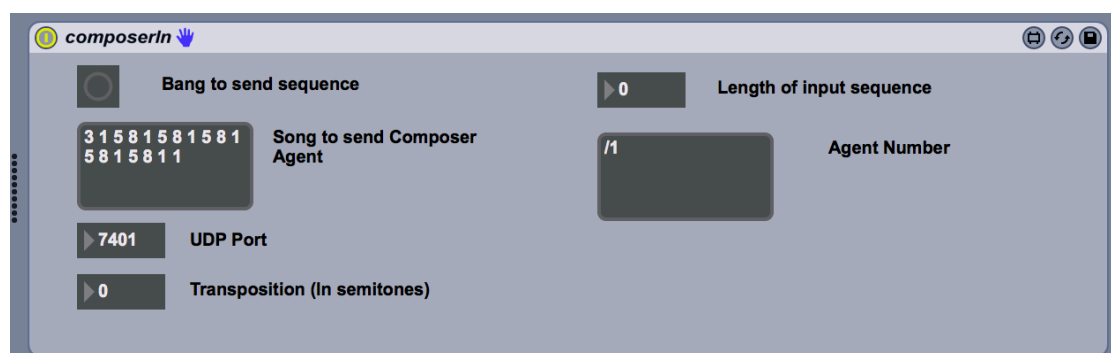 composerIn
Bang to send sequence
0
Length of input sequence
3 1 5 8 1 5 8 1 5 8 1
5 8 1 5 8 1 1
Song to send Composer
Agent
/1
Agent Number
7401
UDP Port
0
Transposition (In semitones)